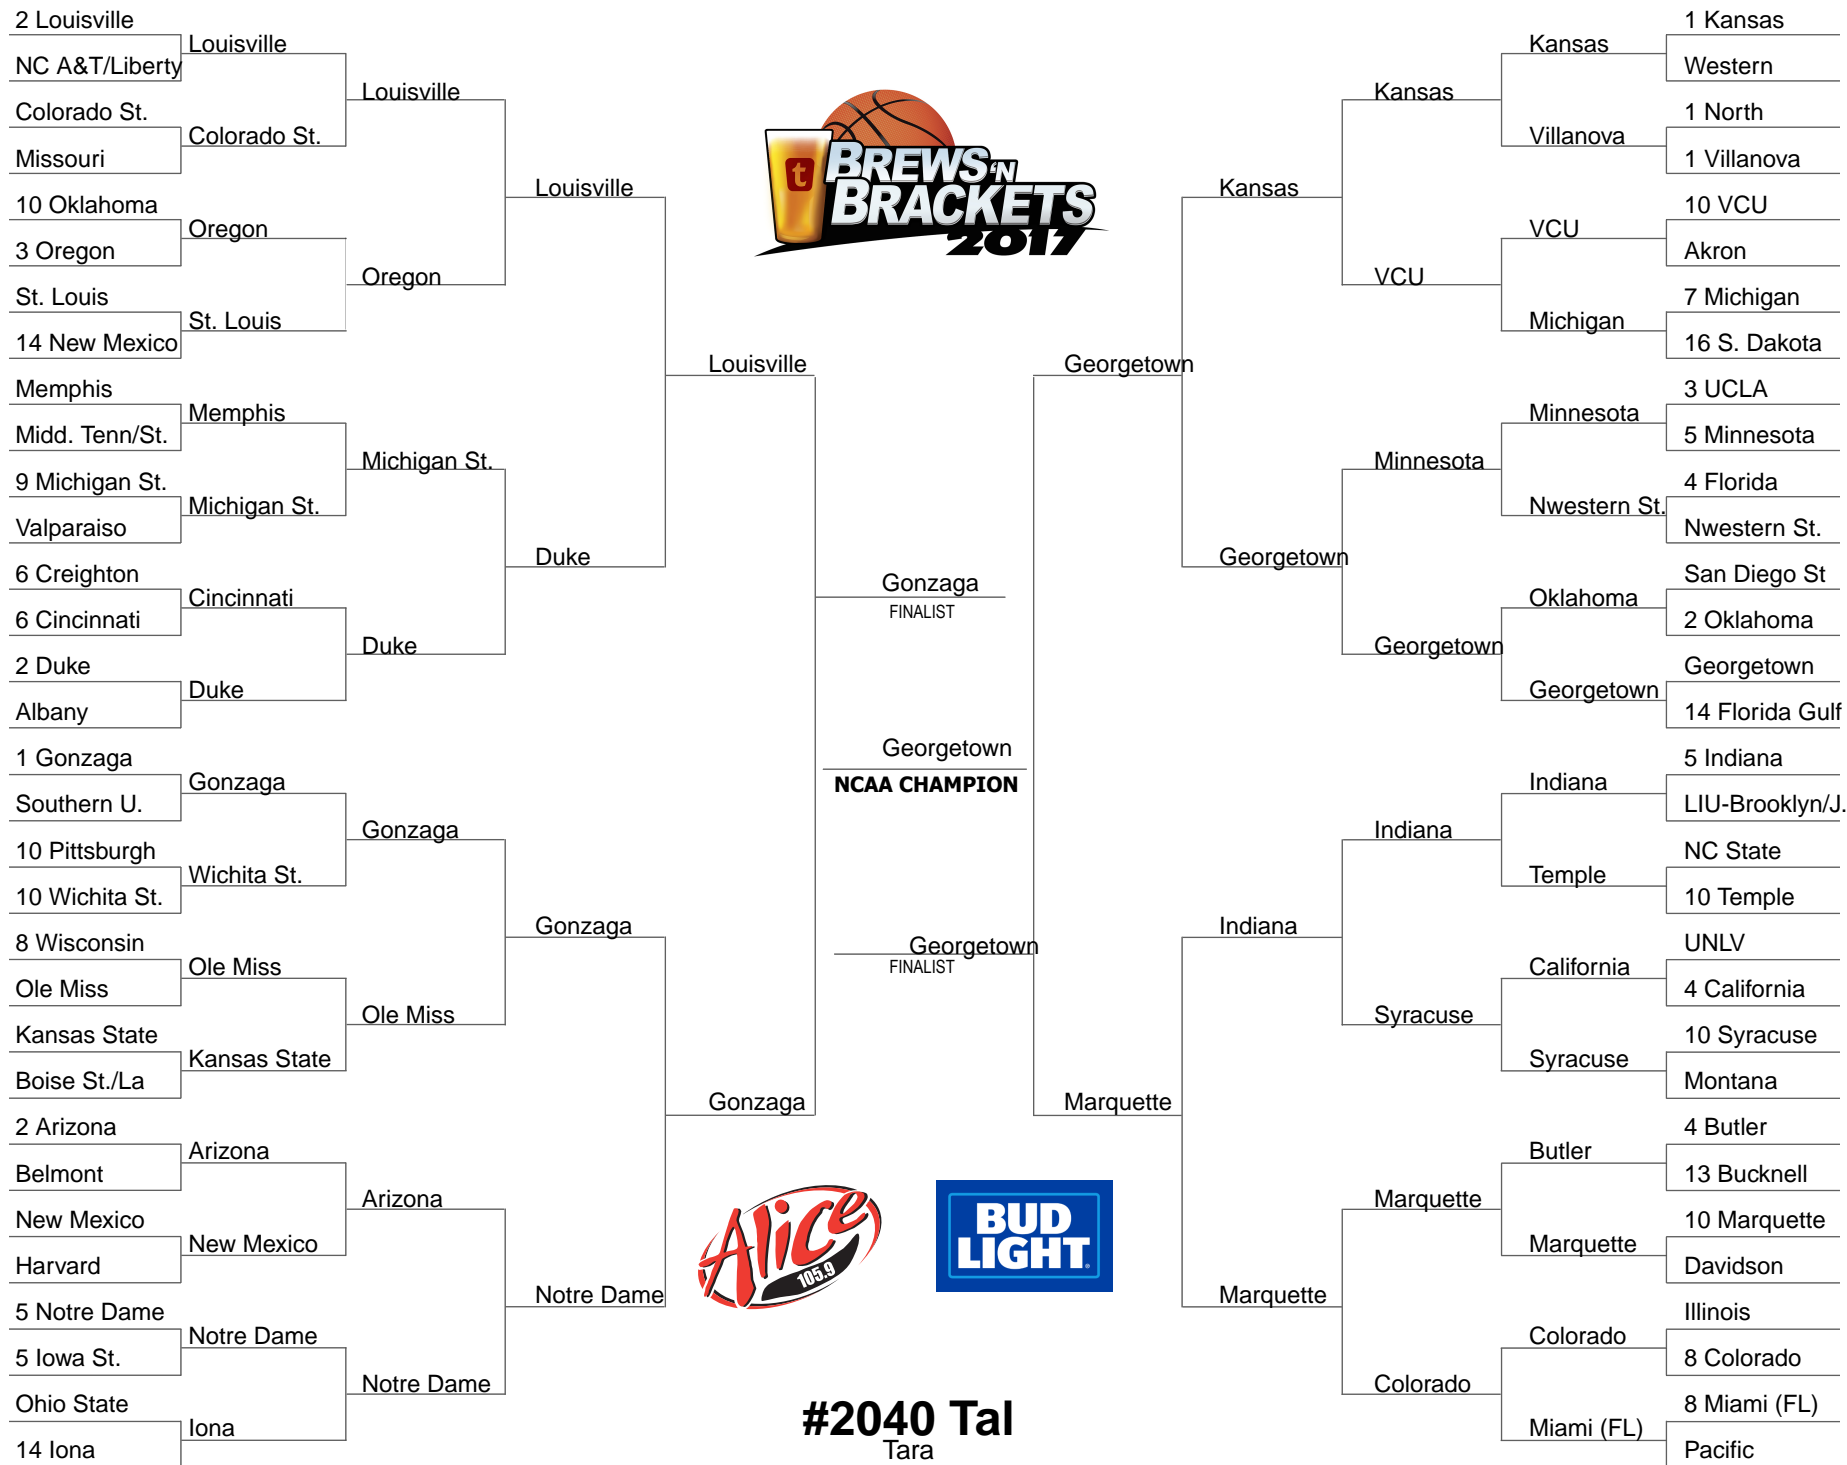 2 Louisville
NC A&T/Liberty
Colorado St.
Missouri
10 Oklahoma
3 Oregon
St. Louis
14 New Mexico
Memphis
Midd. Tenn/St.
9 Michigan St.
Valparaiso
6 Creighton
6 Cincinnati
2 Duke
Albany
1 Gonzaga
Southern U.
10 Pittsburgh
10 Wichita St.
8 Wisconsin
Ole Miss
Kansas State
Boise St./La
2 Arizona
Belmont
New Mexico
Harvard
5 Notre Dame
5 Iowa St.
Ohio State
14 Iona
Louisville
Colorado St.
Oregon
St. Louis
Memphis
Michigan St.
Cincinnati
Duke
Gonzaga
Wichita St.
Ole Miss
Kansas State
Arizona
New Mexico
Notre Dame
Iona
Louisville
Oregon
Michigan St.
Duke
Gonzaga
Ole Miss
Arizona
Notre Dame
Louisville
Duke
Gonzaga
Notre Dame
Louisville
Gonzaga
t
BREWS 'N
BRACKETS
2017
Gonzaga
FINALIST
Georgetown
NCAA CHAMPION
Georgetown
FINALIST
Alice
105.9
BUD
LIGHT
#2040 Tal
Tara
Georgetown
Marquette
Kansas
Georgetown
Indiana
Marquette
Kansas
VCU
Minnesota
Georgetown
Indiana
Syracuse
Marquette
Colorado
Kansas
Villanova
VCU
Michigan
Minnesota
Nwestern St.
Oklahoma
Georgetown
Indiana
Temple
California
Syracuse
Butler
Marquette
Colorado
Miami (FL)
1 Kansas
Western
1 North
1 Villanova
10 VCU
Akron
7 Michigan
16 S. Dakota
3 UCLA
5 Minnesota
4 Florida
Nwestern St.
San Diego St
2 Oklahoma
Georgetown
14 Florida Gulf
5 Indiana
LIU-Brooklyn/J.
NC State
10 Temple
UNLV
4 California
10 Syracuse
Montana
4 Butler
13 Bucknell
10 Marquette
Davidson
Illinois
8 Colorado
8 Miami (FL)
Pacific